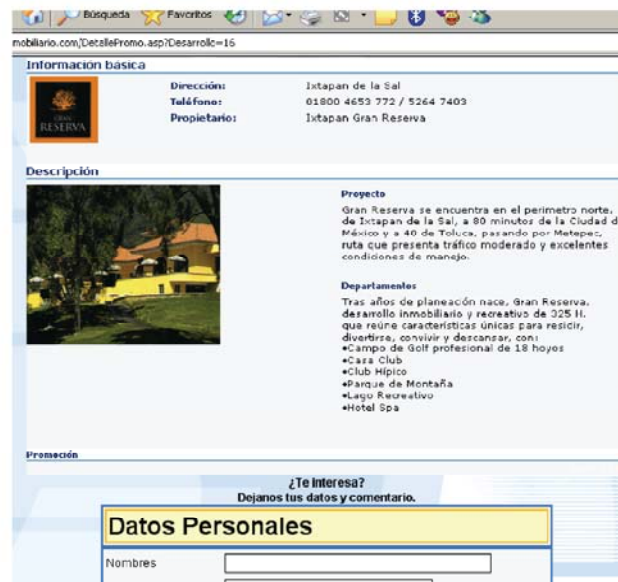 Búsqueda Favoritos
mobiliario.com/DetallePromo.asp?Desarrollo=16
Información básica
GRAN
RESERVA
Dirección: Ixtapan de la Sal
Teléfono: 01800 4653 772 / 5264 7403
Propietario: Ixtapan Gran Reserva
Descripción
Proyecto
Gran Reserva se encuentra en el perimetro norte,
de Ixtapan de la Sal, a 80 minutos de la Ciudad d
México y a 40 de Toluca, pasando por Metepec,
ruta que presenta tráfico moderado y excelentes
condiciones de manejo.
Departamentos
Tras años de planeación nace, Gran Reserva,
desarrollo inmobiliario y recreativo de 325 H.
que reúne características únicas para residir,
divertirse, convivir y descansar, con:
•Campo de Golf profesional de 18 hoyos
•Casa Club
•Club Hípico
•Parque de Montaña
•Lago Recreativo
•Hotel Spa
Promoción
¿Te interesa?
Dejanos tus datos y comentario.
Datos Personales
Nombres